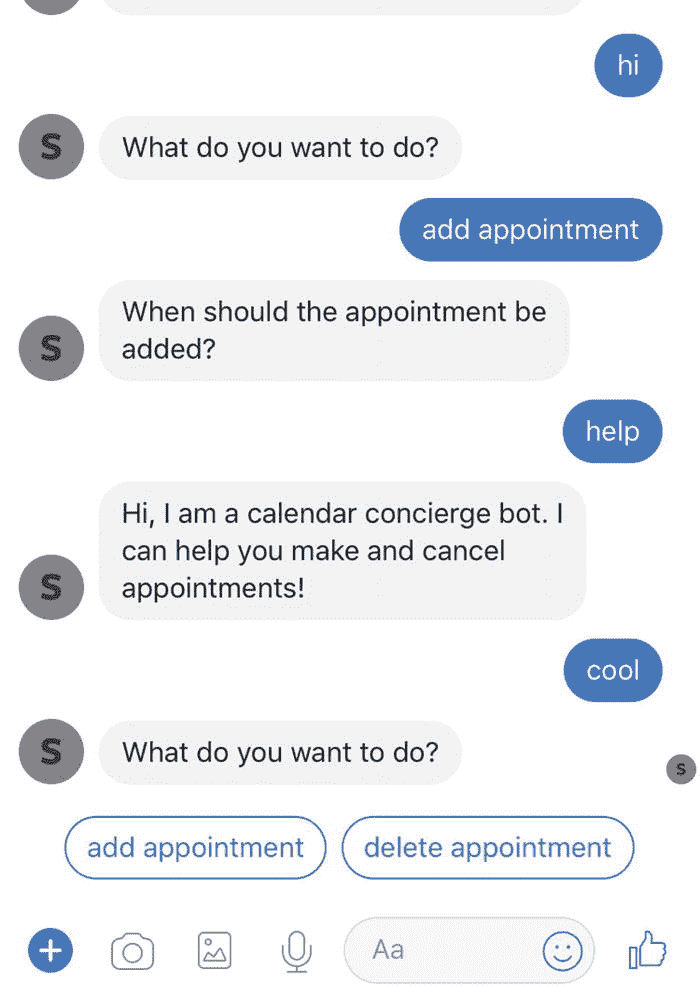 hi
S
What do you want to do?
add appointment
When should the appointment be
added?
S
help
Hi, I am a calendar concierge bot. I
can help you make and cancel
appointments!
S
cool
S
What do you want to do?
S
add appointment
delete appointment
Aa